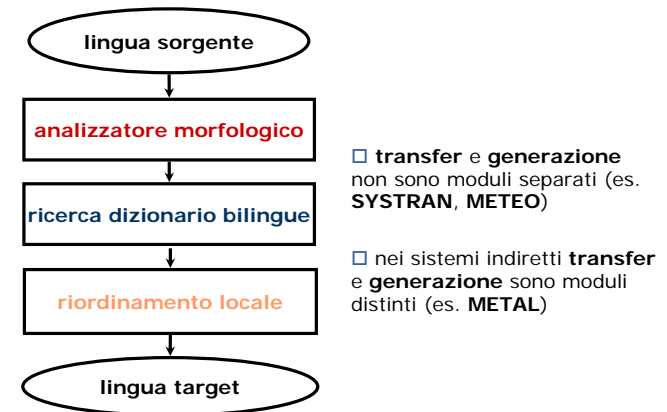 lingua sorgente
analizzatore morfologico
ricerca dizionario bilingue
riordinamento locale
lingua target
transfer e generazione
non sono moduli separati (es.
SYSTRAN, METEO)
nei sistemi indiretti transfer
e generazione sono moduli
distinti (es. METAL)